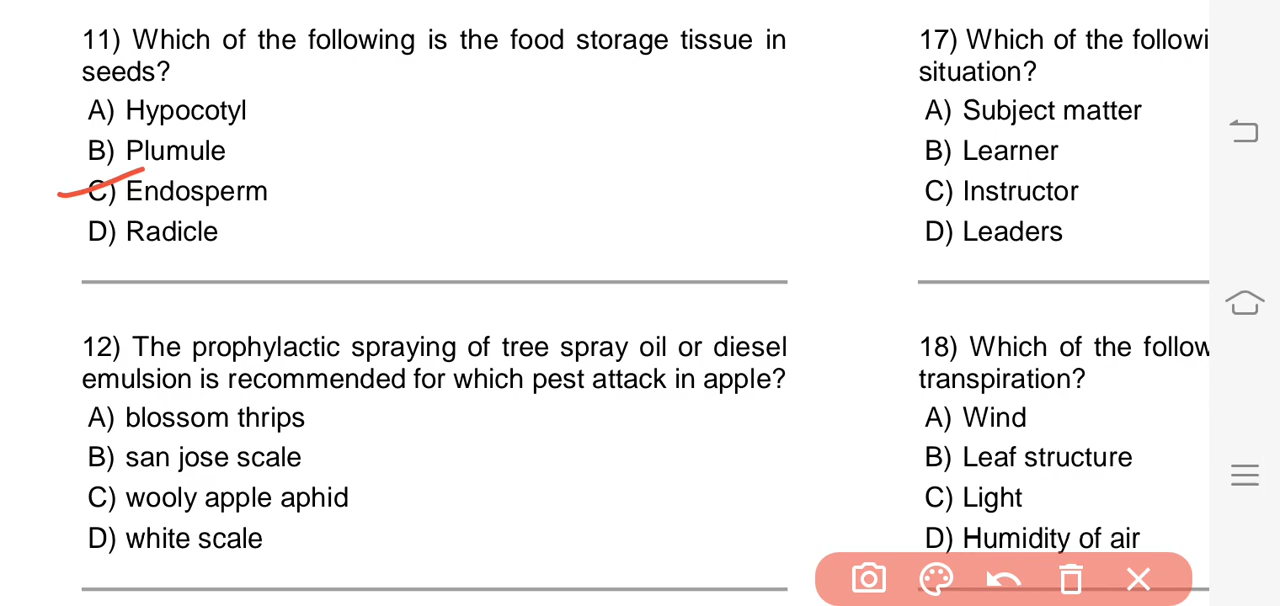 11) Which of the following is the food storage tissue in
seeds?
A) Hypocotyl
B) Plumule
C) Endosperm
D) Radicle
12) The prophylactic spraying of tree spray oil or diesel
emulsion is recommended for which pest attack in apple?
A) blossom thrips
B) san jose scale
C) wooly apple aphid
D) white scale
17) Which of the followi
situation?
A) Subject matter
B) Learner
C) Instructor
D) Leaders
18) Which of the follow
transpiration?
A) Wind
B) Leaf structure
C) Light
D) Humidity of air